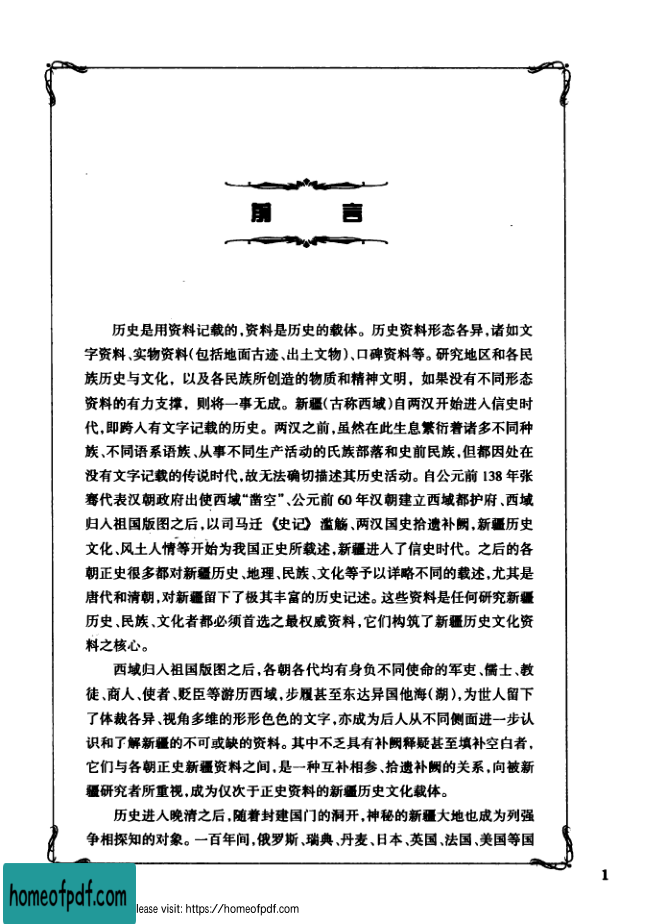 前 言
历史是用资料记载的,资料是历史的载体。历史资料形态各异,诸如文
字资料、实物资料(包括地面古迹、出土文物)、口碑资料等。研究地区和各民
族历史与文化，以及各民族所创造的物质和精神文明，如果没有不同形态
资料的有力支撑，则将一事无成。新疆(古称西域)自两汉开始进入信史时
代,即跨入有文字记载的历史。两汉之前,虽然在此生息繁衍着诸多不同种
族、不同语系语族、从事不同生产活动的氏族部落和史前民族,但都因处在
没有文字记载的传说时代,故无法确切描述其历史活动。自公元前 138 年张
骞代表汉朝政府出使西域“凿空”、公元前 60 年汉朝建立西域都护府、西域
归入祖国版图之后,以司马迁《史记》滥觞、两汉国史拾遗补阙,新疆历史
文化、风土人情等开始为我国正史所载述,新疆进入了信史时代。之后的各
朝正史很多都对新疆历史、地理、民族、文化等予以详略不同的载述,尤其是
唐代和清朝,对新疆留下了极其丰富的历史记述。这些资料是任何研究新疆
历史、民族、文化者都必须首选之最权威资料,它们构筑了新疆历史文化资
料之核心。
西域归入祖国版图之后,各朝各代均有身负不同使命的军吏、儒士、教
徒、商人、使者、贬臣等游历西域,步履甚至东达异国他海(湖),为世人留下
了体裁各异、视角多维的形形色色的文字,亦成为后人从不同侧面进一步认
识和了解新疆的不可或缺的资料。其中不乏具有补阙释疑甚至填补空白者,
它们与各朝正史新疆资料之间,是一种互补相参、拾遗补阙的关系,向被新
疆研究者所重视,成为仅次于正史资料的新疆历史文化载体。
历史进入晚清之后,随着封建国门的洞开,神秘的新疆大地也成为列强
争相探知的对象。一百年间,俄罗斯、瑞典、丹麦、日本、英国、法国、美国等国
1
homeofpdf.com
lease visit: https://homeofpdf.com